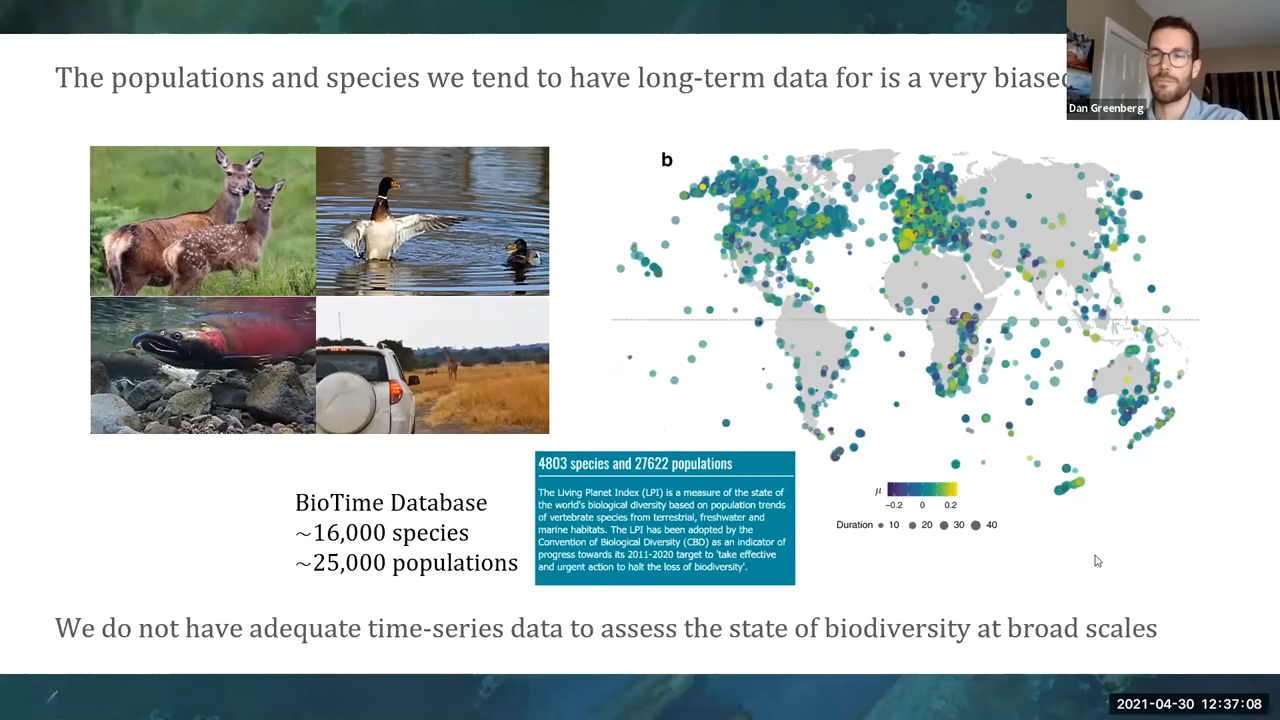 The populations and species we tend to have long-term data for is a very biased
Dan Greenberg
b
4803 species and 27622 populations
The Living Planet Index (LPI) is a measure of the state of
the world's biological diversity based on population trends
of vertebrate species from terrestrial, freshwater and
marine habitats. The LPI has been adopted by the
Convention of Biological Diversity (CBD) as an indicator of
progress towards its 2011-2020 target to 'take effective
and urgent action to halt the loss of biodiversity'.
BioTime Database
~16,000 species
~25,000 populations
μ
−0.2 0 0.2
Duration 10 20 30 40
We do not have adequate time-series data to assess the state of biodiversity at broad scales
2021-04-30 12:37:08